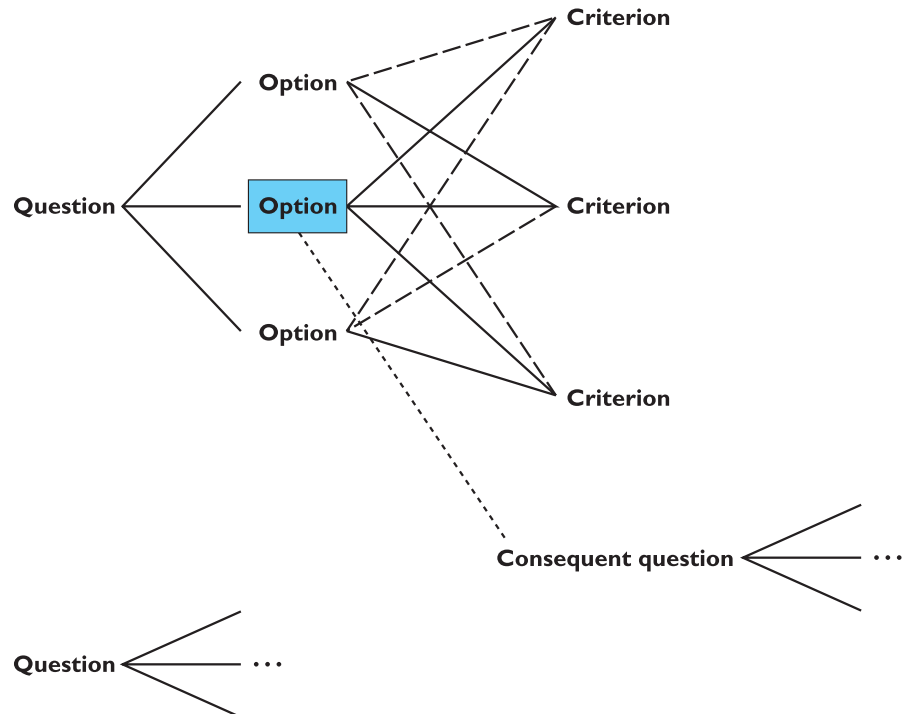 Criterion
Option
Question
Option
Criterion
Option
Criterion
Consequent question
...
Question
...